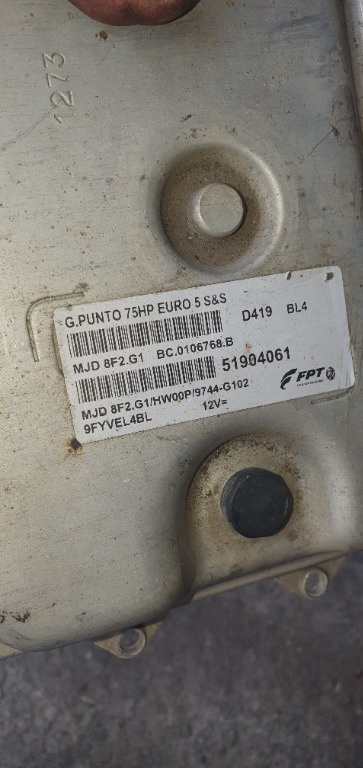 1273
G.PUNTO 75HP EURO 5 S&S
D419 BL4
MJD 8F2.G1 BC.0106768.B
51904061
MJD 8F2.G1/HW00P/9744-G102
FPT
9FYVEL4BL 12V=